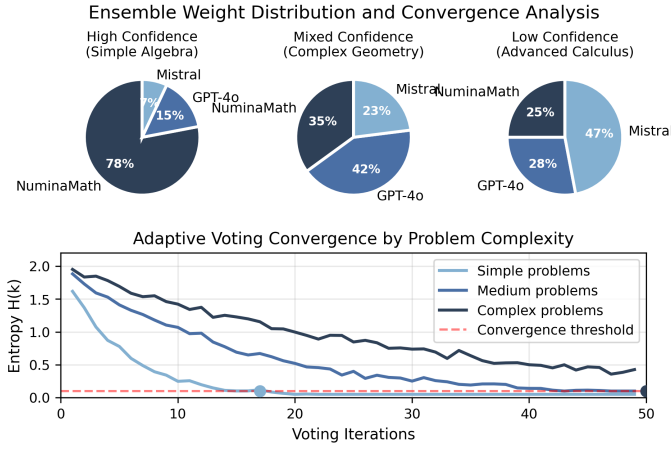 Ensemble Weight Distribution and Convergence Analysis
High Confidence
(Simple Algebra)
Mistral
7%
GPT-4o
15%
78%
NuminaMath
Mixed Confidence
(Complex Geometry)
Mistral
NuminaMath
23%
35%
42%
GPT-4o
Low Confidence
(Advanced Calculus)
NuminaMath
25%
47%
Mistra
28%
GPT-4o
Adaptive Voting Convergence by Problem Complexity
Entropy H(k)
2.0
1.5
1.0
0.5
0.0
Simple problems
Medium problems
Complex problems
Convergence threshold
0
10
20
30
40
50
Voting Iterations